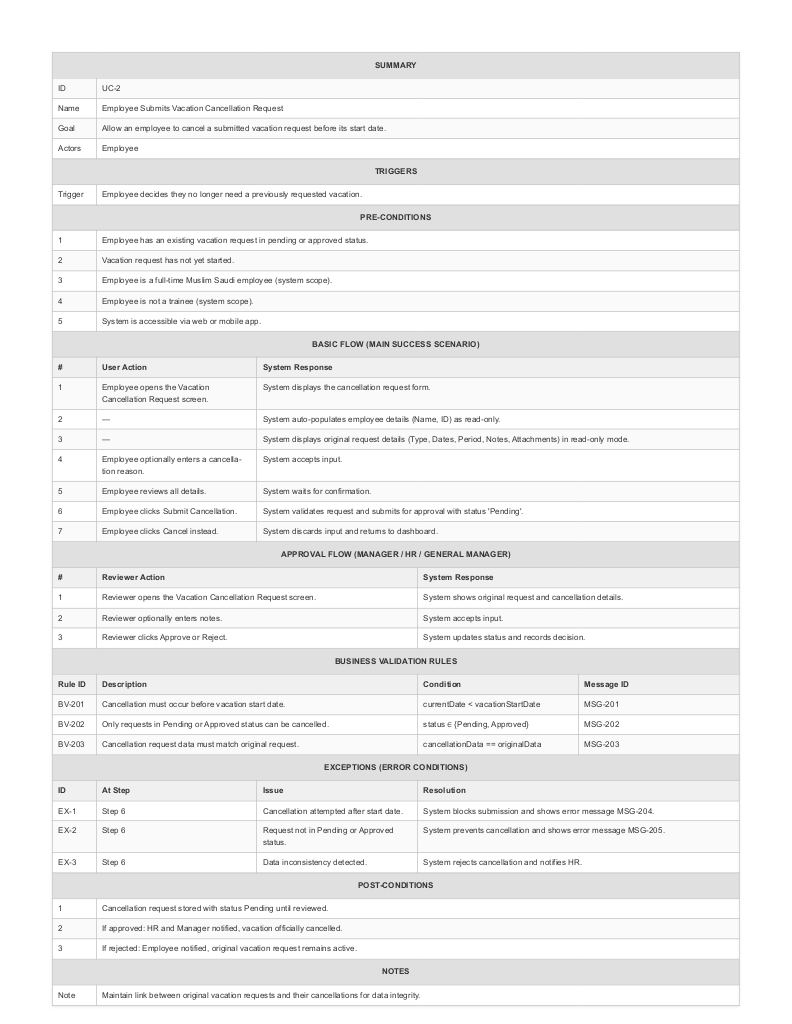 SUMMARY
ID UC-2
Name Employee Submits Vacation Cancellation Request
Goal Allow an employee to cancel a submitted vacation request before its start date.
Actors Employee
TRIGGERS
Trigger Employee decides they no longer need a previously requested vacation.
PRE-CONDITIONS
1 Employee has an existing vacation request in pending or approved status.
2 Vacation request has not yet started.
3 Employee is a full-time Muslim Saudi employee (system scope).
4 Employee is not a trainee (system scope).
5 System is accessible via web or mobile app.
BASIC FLOW (MAIN SUCCESS SCENARIO)
# User Action System Response
1 Employee opens the Vacation System displays the cancellation request form.
Cancellation Request screen.
2 — System auto-populates employee details (Name, ID) as read-only.
3 — System displays original request details (Type, Dates, Period, Notes, Attachments) in read-only mode.
4 Employee optionally enters a cancella- System accepts input.
tion reason.
5 Employee reviews all details. System waits for confirmation.
6 Employee clicks Submit Cancellation. System validates request and submits for approval with status 'Pending'.
7 Employee clicks Cancel instead. System discards input and returns to dashboard.
APPROVAL FLOW (MANAGER / HR / GENERAL MANAGER)
# Reviewer Action System Response
1 Reviewer opens the Vacation Cancellation Request screen. System shows original request and cancellation details.
2 Reviewer optionally enters notes. System accepts input.
3 Reviewer clicks Approve or Reject. System updates status and records decision.
BUSINESS VALIDATION RULES
Rule ID Description Condition Message ID
BV-201 Cancellation must occur before vacation start date. currentDate < vacationStartDate MSG-201
BV-202 Only requests in Pending or Approved status can be cancelled. status ∈ {Pending, Approved} MSG-202
BV-203 Cancellation request data must match original request. cancellationData == originalData MSG-203
EXCEPTIONS (ERROR CONDITIONS)
ID At Step Issue Resolution
EX-1 Step 6 Cancellation attempted after start date. System blocks submission and shows error message MSG-204.
EX-2 Step 6 Request not in Pending or Approved System prevents cancellation and shows error message MSG-205.
status.
EX-3 Step 6 Data inconsistency detected. System rejects cancellation and notifies HR.
POST-CONDITIONS
1 Cancellation request stored with status Pending until reviewed.
2 If approved: HR and Manager notified, vacation officially cancelled.
3 If rejected: Employee notified, original vacation request remains active.
NOTES
Note Maintain link between original vacation requests and their cancellations for data integrity.